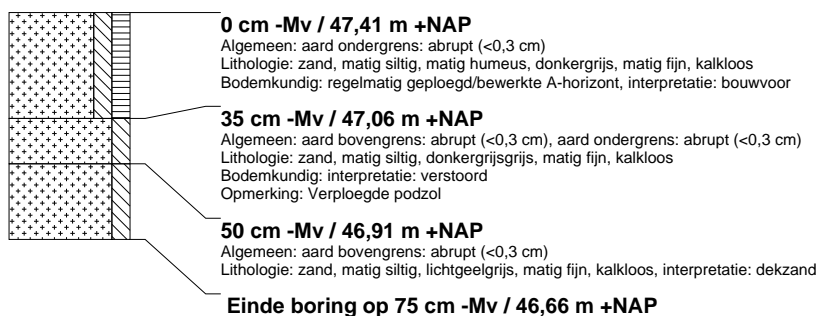 0 cm -Mv / 47,41 m +NAP
Algemeen: aard ondergrens: abrupt (<0,3 cm)
Lithologie: zand, matig siltig, matig humeus, donkergrijs, matig fijn, kalkloos
Bodemkundig: regelmatig geploegd/bewerkte A-horizont, interpretatie: bouwvoor
35 cm -Mv / 47,06 m +NAP
Algemeen: aard bovengrens: abrupt (<0,3 cm), aard ondergrens: abrupt (<0,3 cm)
Lithologie: zand, matig siltig, donkergrijsgrijs, matig fijn, kalkloos
Bodemkundig: interpretatie: verstoord
Opmerking: Verploegde podzol
50 cm -Mv / 46,91 m +NAP
Algemeen: aard bovengrens: abrupt (<0,3 cm)
Lithologie: zand, matig siltig, lichtgeelgrijs, matig fijn, kalkloos, interpretatie: dekzand
Einde boring op 75 cm -Mv / 46,66 m +NAP